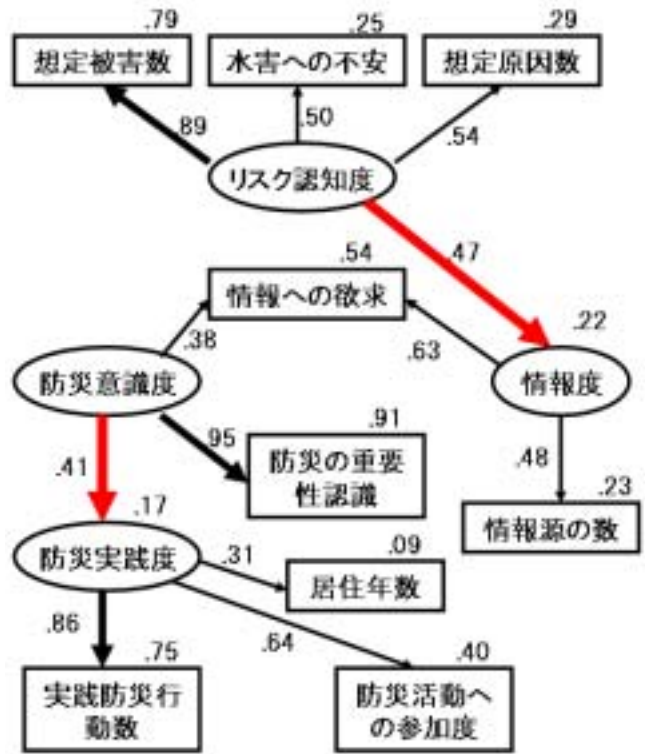 .79
.25
.29
想定被害数
水害への不安
想定原因数
.89
.50
.54
リスク認知度
.47
.54
情報への欲求
.22
.38
.63
防災意識度
情報度
.95
.91
防災の重要
性認識
.41
.48
.17
.23
防災実践度
情報源の数
.31
.09
居住年数
.86
.64
.75
.40
実践防災行
動数
防災活動へ
の参加度